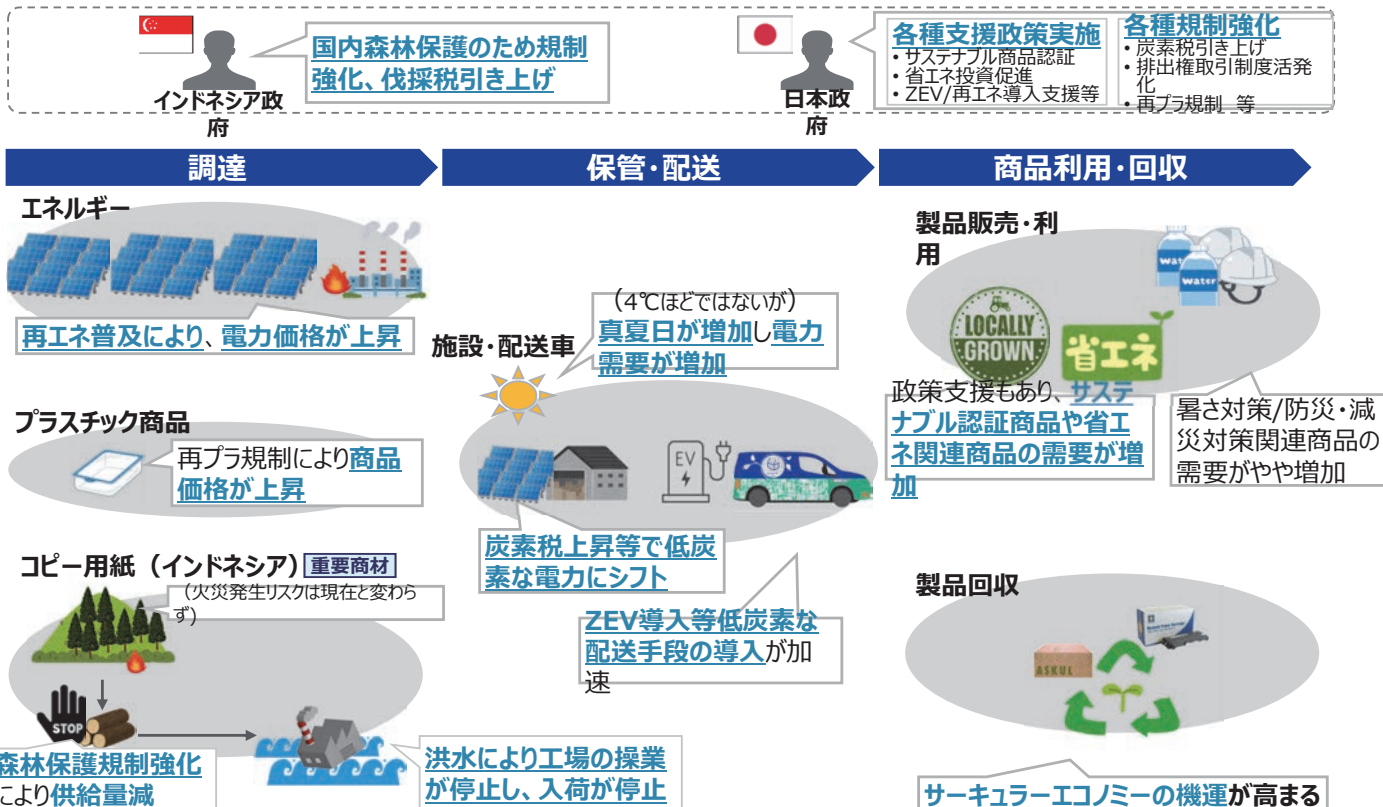 国内森林保護のため規制
強化、伐採税引き上げ
インドネシア政
府
各種支援政策実施
• サステナブル商品認証
• 省エネ投資促進
• ZEV/再エネ導入支援等
各種規制強化
• 炭素税引き上げ
• 排出権取引制度活発
化
• 再プラ規制 等
日本政
府
調達
保管・配送
商品利用・回収
エネルギー
再エネ普及により、電力価格が上昇
プラスチック商品
再プラ規制により商品
価格が上昇
コピー用紙（インドネシア）重要商材
（火災発生リスクは現在と変わら
ず）
STOP
森林保護規制強化
により供給量減
洪水により工場の操業
が停止し、入荷が停止
施設・配送車
（4℃ほどではないが）
真夏日が増加し電力
需要が増加
EV
炭素税上昇等で低炭
素な電力にシフト
ZEV導入等低炭素な
配送手段の導入が加
速
製品販売・利
用
Water
Water
LOCALLY
GROWN
省エネ
政策支援もあり、サステ
ナブル認証商品や省エ
ネ関連商品の需要が増
加
暑さ対策/防災・減
災対策関連商品の
需要がやや増加
製品回収
ASKUL
サーキュラーエコノミーの機運が高まる